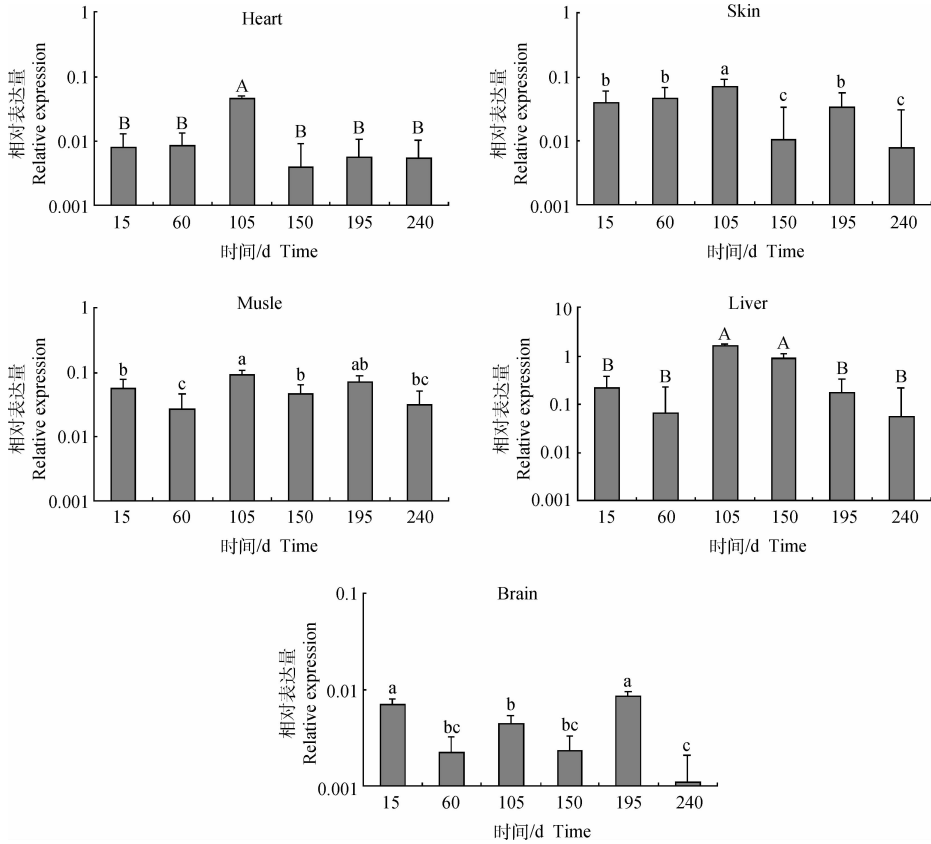 Heart
相对表达量
Relative expression
1
0.1
0.01
0.001
B
B
A
B
B
B
15 60 105 150 195 240
时间/d Time
Skin
相对表达量
Relative expression
1
0.1
0.01
0.001
b
b
a
c
b
c
15 60 105 150 195 240
时间/d Time
Musle
相对表达量
Relative expression
1
0.1
0.01
0.001
b
c
a
b
ab
bc
15 60 105 150 195 240
时间/d Time
Liver
相对表达量
Relative expression
10
1
0.1
0.01
0.001
B
B
A
A
B
B
15 60 105 150 195 240
时间/d Time
Brain
相对表达量
Relative expression
0.1
0.01
0.001
a
bc
b
bc
a
c
15 60 105 150 195 240
时间/d Time